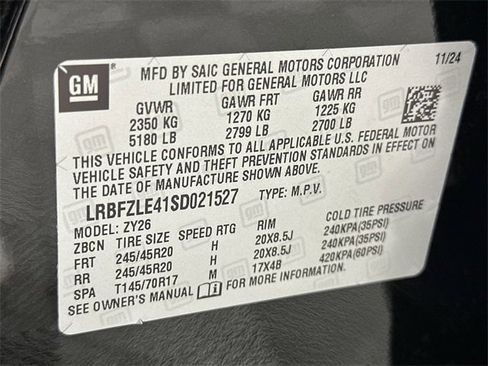 GM ®
MFD BY SAIC GENERAL MOTORS CORPORATION 11/24
LIMITED FOR GENERAL MOTORS LLC
GVWR GAWR FRT GAWR RR
2350 KG 1270 KG 1225 KG
5180 LB 2799 LB 2700 LB
THIS VEHICLE CONFORMS TO ALL APPLICABLE U.S. FEDERAL MOTOR
VEHICLE SAFETY AND THEFT PREVENTION STANDARDS IN EFFECT ON
THE DATE OF MANUFACTURE SHOWN ABOVE.
LRBFZLE41SD021527 TYPE: M.P.V.
MODEL: ZY26
ZBCN TIRE SIZE SPEED RTG RIM COLD TIRE PRESSURE
FRT 245/45R20 H 20X8.5J 240KPA(35PSI)
RR 245/45R20 H 20X8.5J 240KPA(35PSI)
SPA T145/70R17 M 17X4B 420KPA(60PSI)
SEE OWNER'S MANUAL FOR MORE INFORMATION